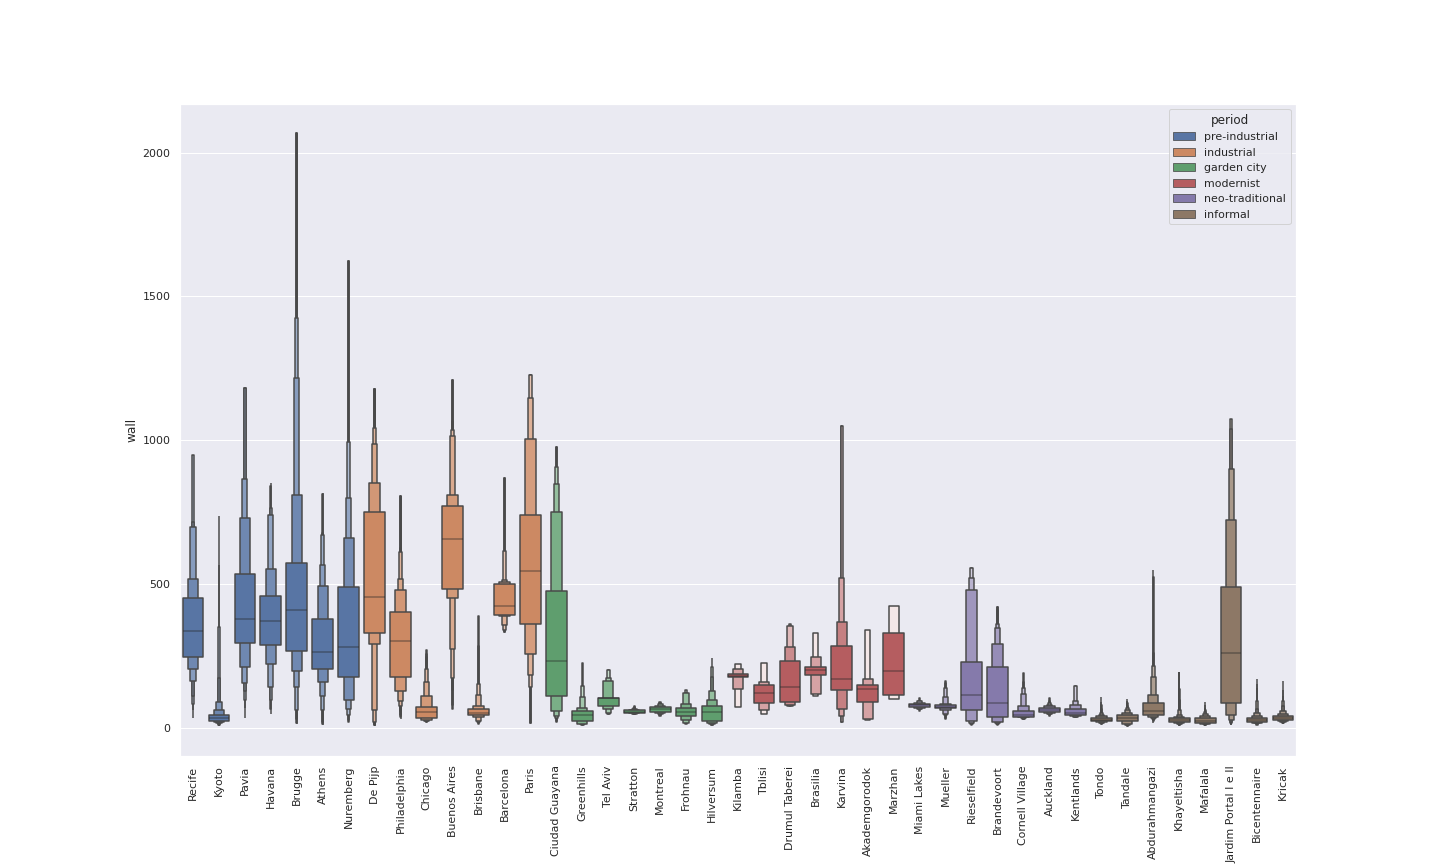 period
pre-industrial
industrial
garden city
modernist
neo-traditional
informal
wall
2000
1500
1000
500
0
Recife
Kyoto
Pavia
Havana
Brugge
Athens
Nuremberg
De Pijp
Philadelphia
Chicago
Buenos Aires
Brisbane
Barcelona
Paris
Ciudad Guayana
Greenhills
Tel Aviv
Stratton
Montreal
Frohnau
Hilversum
Kilamba
Tblisi
Drumul Taberei
Brasilia
Karvina
Akademgorodok
Marzhan
Miami Lakes
Mueller
Rieselfield
Brandevoort
Cornell Village
Auckland
Kentlands
Tondo
Tandale
Abdurahmangazi
Khayeltisha
Mafalala
Jardim Portal I e II
Bicentennaire
Kricak